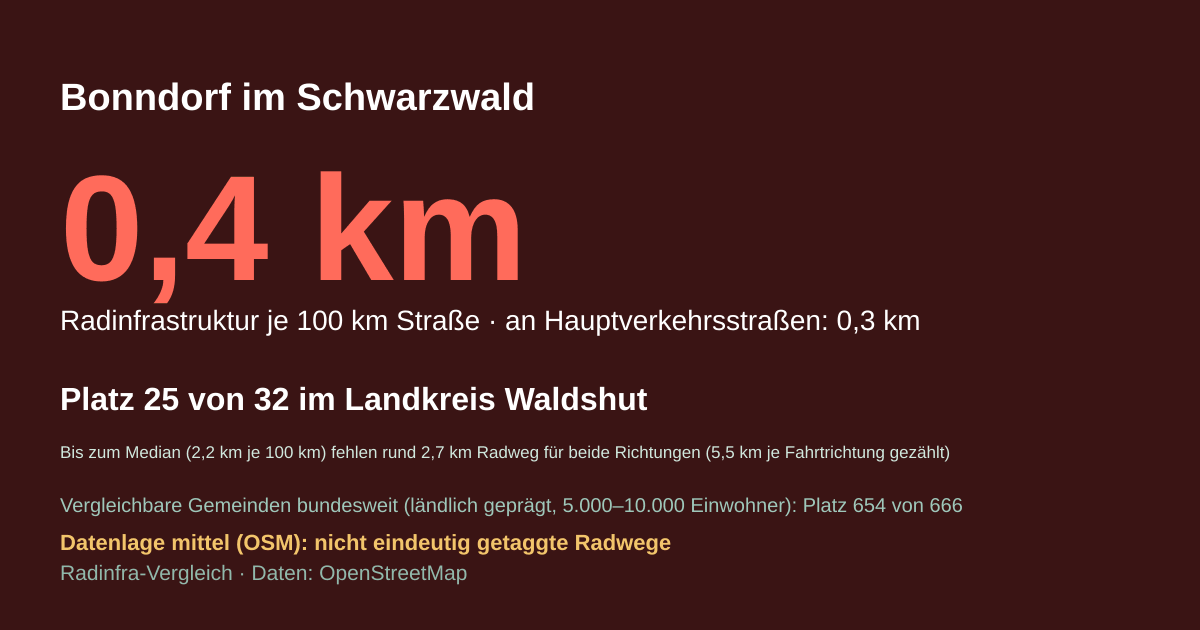 Bonndorf im Schwarzwald
0,4 km
Radinfrastruktur je 100 km Straße · an Hauptverkehrsstraßen: 0,3 km
Platz 25 von 32 im Landkreis Waldshut
Bis zum Median (2,2 km je 100 km) fehlen rund 2,7 km Radweg für beide Richtungen (5,5 km je Fahrtrichtung gezählt)
Vergleichbare Gemeinden bundesweit (ländlich geprägt, 5.000–10.000 Einwohner): Platz 654 von 666
Datenlage mittel (OSM): nicht eindeutig getaggte Radwege
Radinfra-Vergleich · Daten: OpenStreetMap